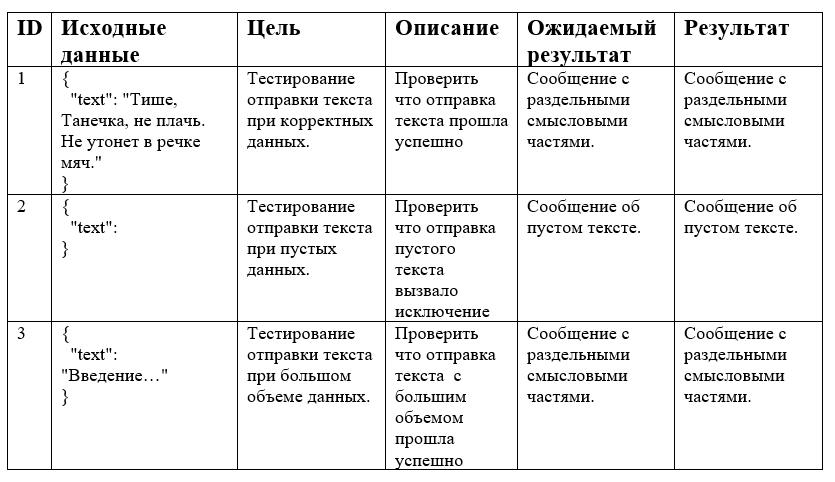 ID Исходные данные Цель Описание Ожидаемый результат Результат
1
{
"text": "Тише,
Танечка, не плачь.
Не утонет в речке
мяч."
}
Тестирование
отправки текста
при корректных
данных.
Проверить
что отправка
текста прошла
успешно
Сообщение с
раздельными
смысловыми
частями.
Сообщение с
раздельными
смысловыми
частями.
2
{
"text":
}
Тестирование
отправки текста
при пустых
данных.
Проверить
что отправка
пустого
текста
вызвало
исключение
Сообщение об
пустом тексте.
Сообщение об
пустом тексте.
3
{
"text":
"Введение…"
}
Тестирование
отправки текста
при большом
объеме данных.
Проверить
что отправка
текста с
большим
объемом
прошла
успешно
Сообщение с
раздельными
смысловыми
частями.
Сообщение с
раздельными
смысловыми
частями.